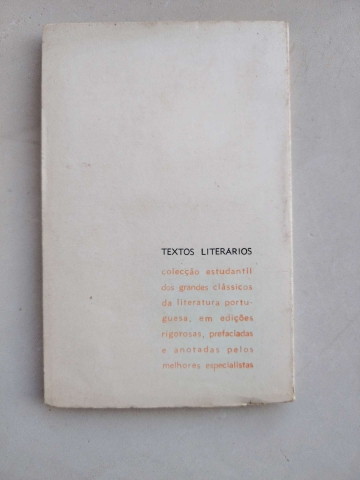 TEXTOS LITERARIOS
colecção estudantil
dos grandes clássicos
da literatura portu-
guesa, em edições
rigorosas, prefaciadas
e anotadas pelos
melhores especialistas